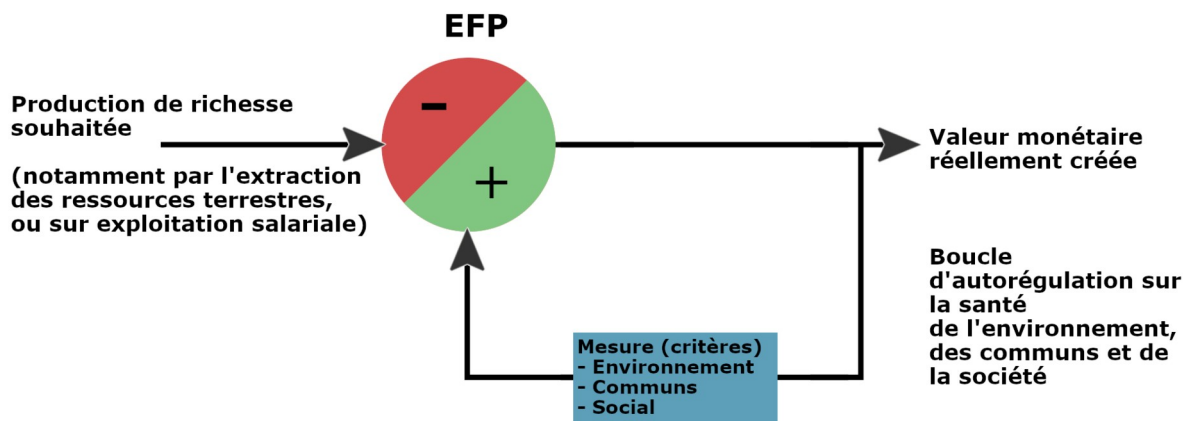 EFP
Production de richesse
souhaitée
(notamment par l'extraction
des ressources terrestres,
ou sur exploitation salariale)
-
+
Valeur monétaire
réellement créée
Boucle
d'autorégulation sur
la santé
de l'environnement,
des communs et de
la société
Mesure (critères)
- Environnement
- Communs
- Social